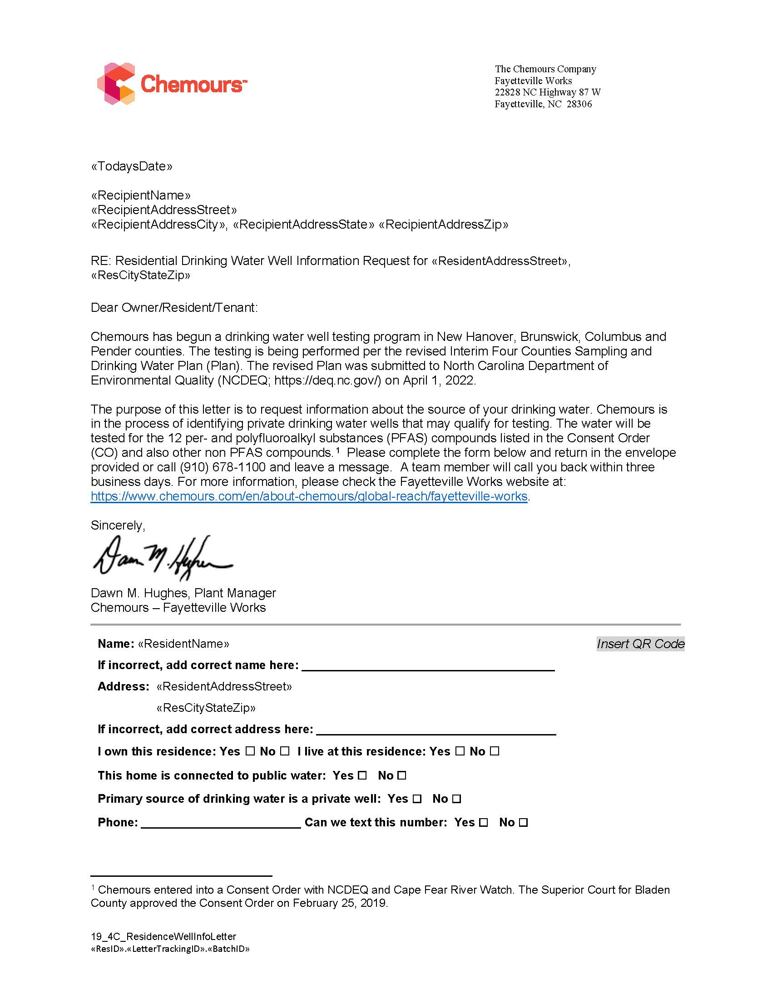 Chemours™
The Chemours Company
Fayetteville Works
22828 NC Highway 87 W
Fayetteville, NC  28306
«TodaysDate»
«RecipientName»
«RecipientAddressStreet»
«RecipientAddressCity», «RecipientAddressState» «RecipientAddressZip»
RE: Residential Drinking Water Well Information Request for «ResidentAddressStreet»,
«ResCityStateZip»
Dear Owner/Resident/Tenant:
Chemours has begun a drinking water well testing program in New Hanover, Brunswick, Columbus and
Pender counties. The testing is being performed per the revised Interim Four Counties Sampling and
Drinking Water Plan (Plan). The revised Plan was submitted to North Carolina Department of
Environmental Quality (NCDEQ; https://deq.nc.gov/) on April 1, 2022.
The purpose of this letter is to request information about the source of your drinking water. Chemours is
in the process of identifying private drinking water wells that may qualify for testing. The water will be
tested for the 12 per- and polyfluoroalkyl substances (PFAS) compounds listed in the Consent Order
(CO) and also other non PFAS compounds.¹  Please complete the form below and return in the envelope
provided or call (910) 678-1100 and leave a message.  A team member will call you back within three
business days. For more information, please check the Fayetteville Works website at:
https://www.chemours.com/en/about-chemours/global-reach/fayetteville-works.
Sincerely,
Dawn M. Hughes
Dawn M. Hughes, Plant Manager
Chemours – Fayetteville Works
Name: «ResidentName»
Insert QR Code
If incorrect, add correct name here:
Address: «ResidentAddressStreet»
«ResCityStateZip»
If incorrect, add correct address here:
I own this residence: Yes ☐ No ☐ I live at this residence: Yes ☐ No ☐
This home is connected to public water: Yes ☐ No ☐
Primary source of drinking water is a private well: Yes ☐ No ☐
Phone: Can we text this number: Yes ☐ No ☐
¹ Chemours entered into a Consent Order with NCDEQ and Cape Fear River Watch. The Superior Court for Bladen
County approved the Consent Order on February 25, 2019.
19_4C_ResidenceWellInfoLetter
«ResID».«LetterTrackingID».«BatchID»